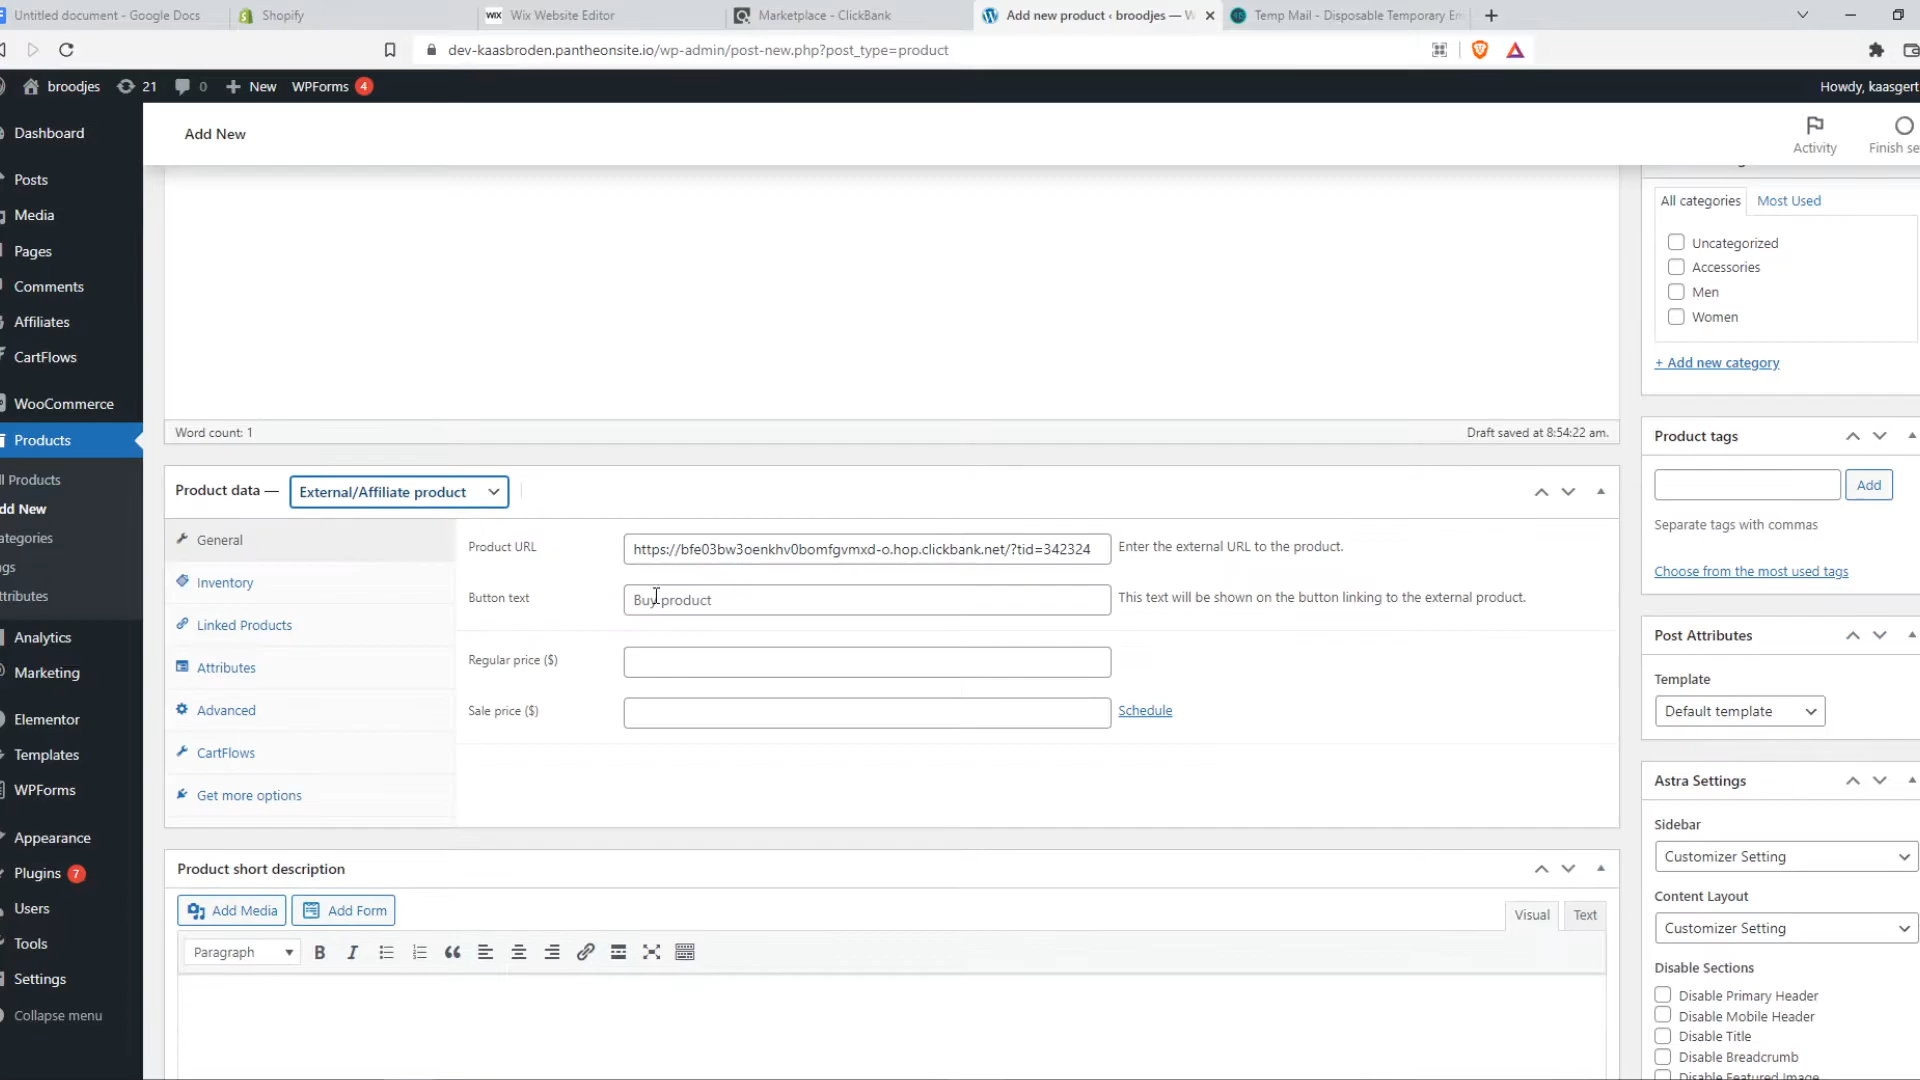 Untitled document - Google Docs
Shopify
WIX Wix Website Editor
Marketplace - ClickBank
Add new product ‹ broodjes — W
Temp Mail - Disposable Temporary Em
dev-kaasbroden.pantheonsite.io/wp-admin/post-new.php?post_type=product
broodjes
21
0
New
WPForms 4
Howdy, kaasgert
Dashboard
Posts
Media
Pages
Comments
Affiliates
CartFlows
WooCommerce
Products
ll Products
dd New
ategories
gs
ttributes
Analytics
Marketing
Elementor
Templates
WPForms
Appearance
Plugins 7
Users
Tools
Settings
Collapse menu
Add New
Activity
Finish se
Word count: 1
Draft saved at 8:54:22 am.
Product data — External/Affiliate product
General
Inventory
Linked Products
Attributes
Advanced
CartFlows
Get more options
Product URL
https://bfe03bw3oenkhv0bomfgvmxd-o.hop.clickbank.net/?tid=342324
Enter the external URL to the product.
Button text
Buy product
This text will be shown on the button linking to the external product.
Regular price ($)
Sale price ($)
Schedule
Product short description
Add Media
Add Form
Visual
Text
Paragraph
All categories
Most Used
Uncategorized
Accessories
Men
Women
+ Add new category
Product tags
Add
Separate tags with commas
Choose from the most used tags
Post Attributes
Template
Default template
Astra Settings
Sidebar
Customizer Setting
Content Layout
Customizer Setting
Disable Sections
Disable Primary Header
Disable Mobile Header
Disable Title
Disable Breadcrumb
Disable Featured Image